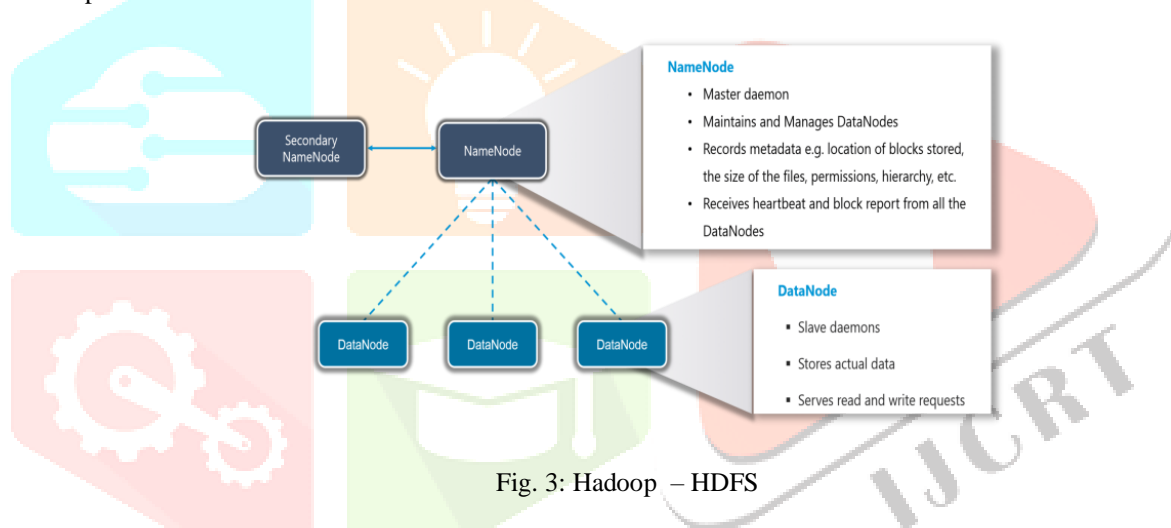 Secondary
NameNode
NameNode
NameNode
• Master daemon
• Maintains and Manages DataNodes
• Records metadata e.g. location of blocks stored,
the size of the files, permissions, hierarchy, etc.
• Receives heartbeat and block report from all the
DataNodes
DataNode
DataNode
DataNode
DataNode
▪ Slave daemons
▪ Stores actual data
▪ Serves read and write requests
IJCRT
Fig. 3: Hadoop – HDFS